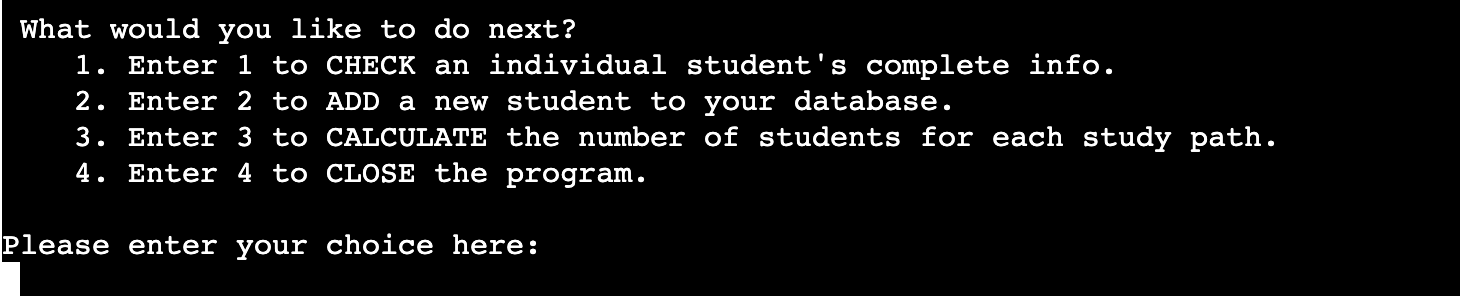 What would you like to do next?
1. Enter 1 to CHECK an individual student's complete info.
2. Enter 2 to ADD a new student to your database.
3. Enter 3 to CALCULATE the number of students for each study path.
4. Enter 4 to CLOSE the program.
Please enter your choice here: